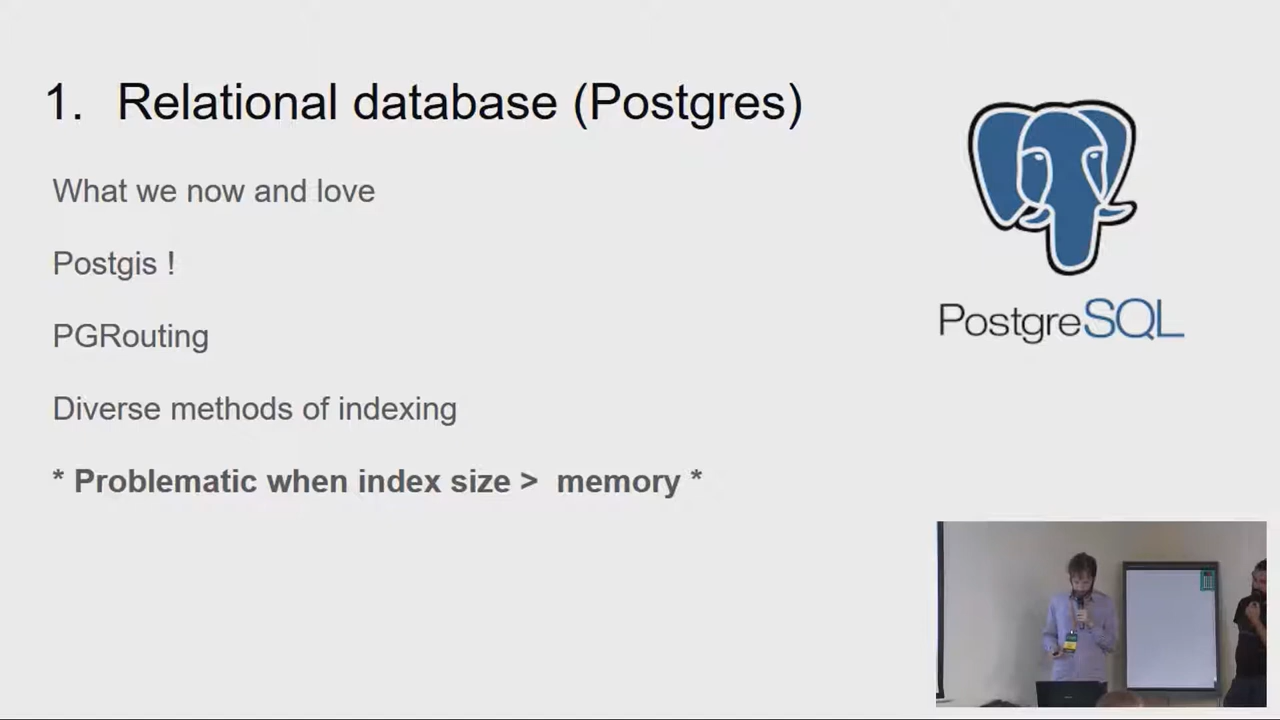 1. Relational database (Postgres)
What we now and love
Postgis !
PGRouting
Diverse methods of indexing
* Problematic when index size > memory *
PostgreSQL